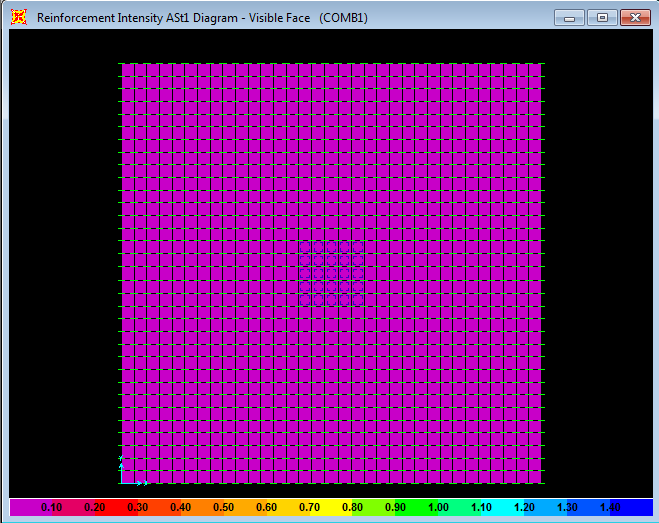 Reinforcement Intensity ASt1 Diagram - Visible Face (COMB1)
0.10 0.20 0.30 0.40 0.50 0.60 0.70 0.80 0.90 1.00 1.10 1.20 1.30 1.40